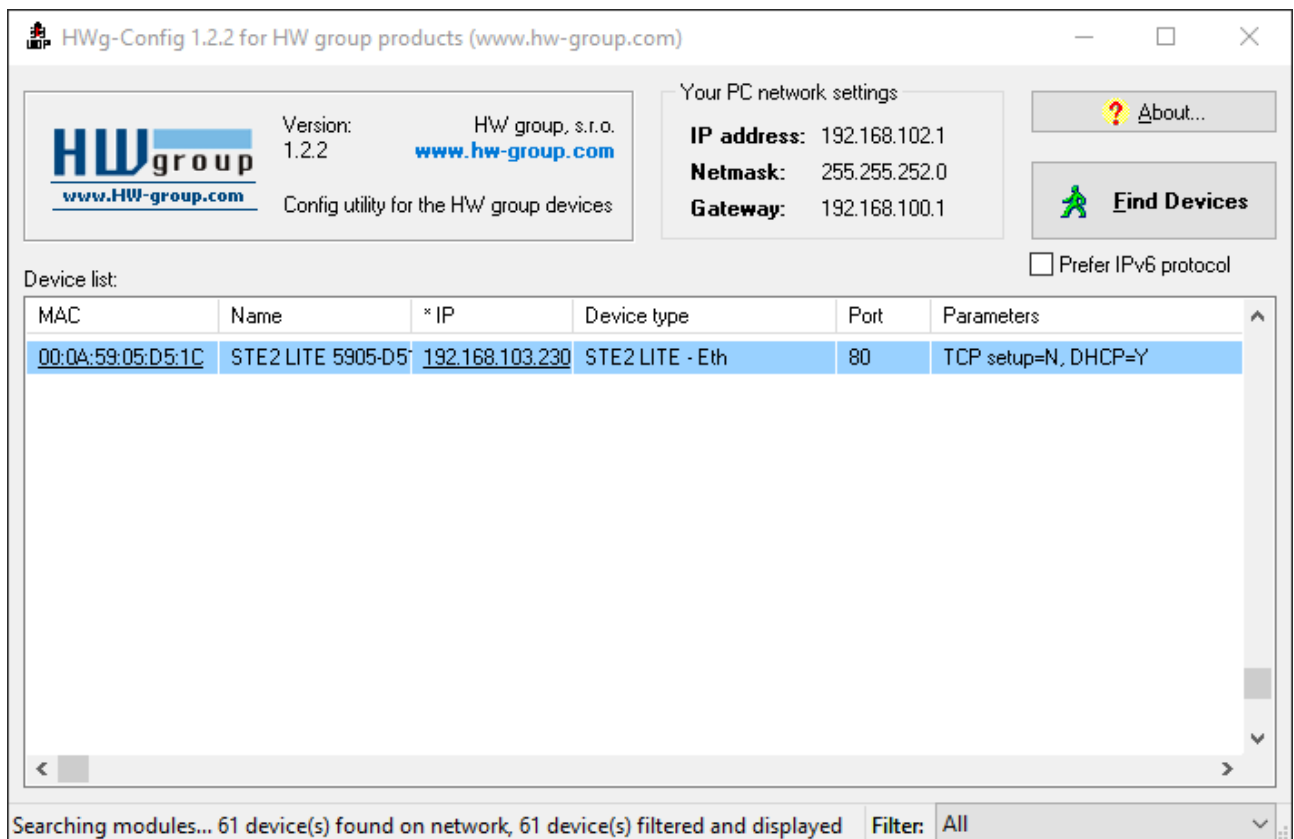 HWg-Config 1.2.2 for HW group products (www.hw-group.com)
HW group
www.HW-group.com
Version:
1.2.2
HW group, s.r.o.
www.hw-group.com
Config utility for the HW group devices
Your PC network settings
IP address: 192.168.102.1
Netmask: 255.255.252.0
Gateway: 192.168.100.1
? About...
Find Devices
Prefer IPv6 protocol
Device list:
MAC Name * IP Device type Port Parameters
00:0A:59:05:D5:1C STE2 LITE 5905-D5 192.168.103.230 STE2 LITE - Eth 80 TCP setup=N, DHCP=Y
Searching modules... 61 device(s) found on network, 61 device(s) filtered and displayed Filter: All